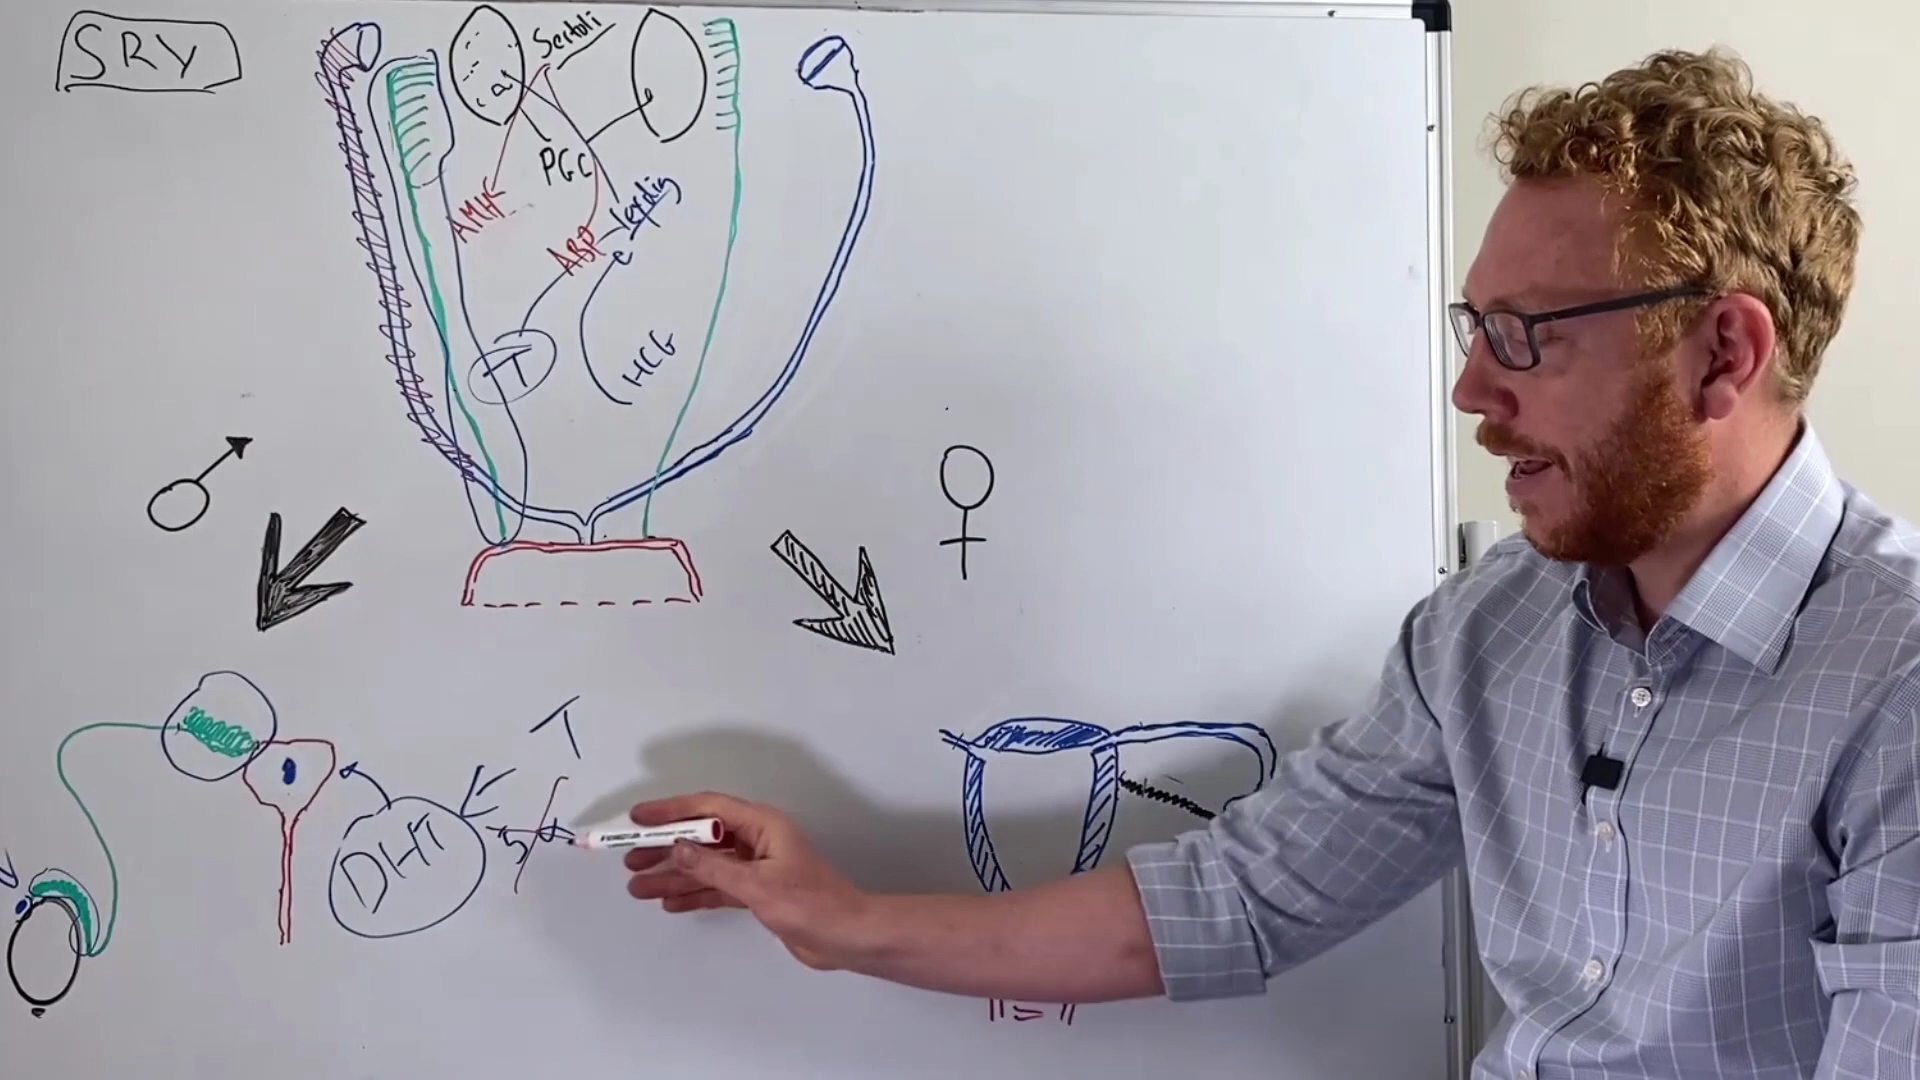 SRY
Sertoli
PGC
AMH
Leydig
ABP
C
T
HCG
T
DHT
5α